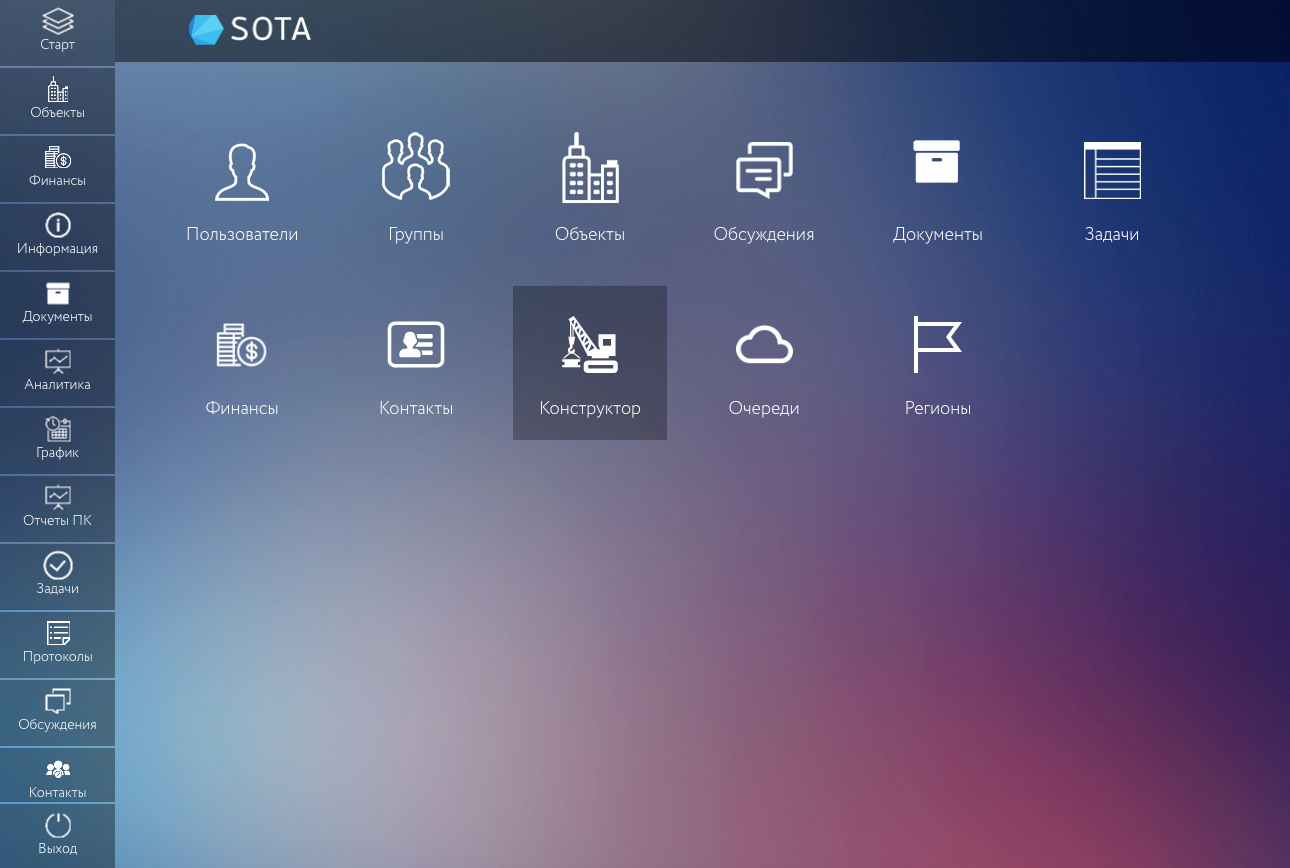 Старт
Объекты
Финансы
Информация
Документы
Аналитика
График
Отчеты ПК
Задачи
Протоколы
Обсуждения
Контакты
Выход
SOTA
Пользователи
Группы
Объекты
Обсуждения
Документы
Задачи
Финансы
Контакты
Конструктор
Очереди
Регионы